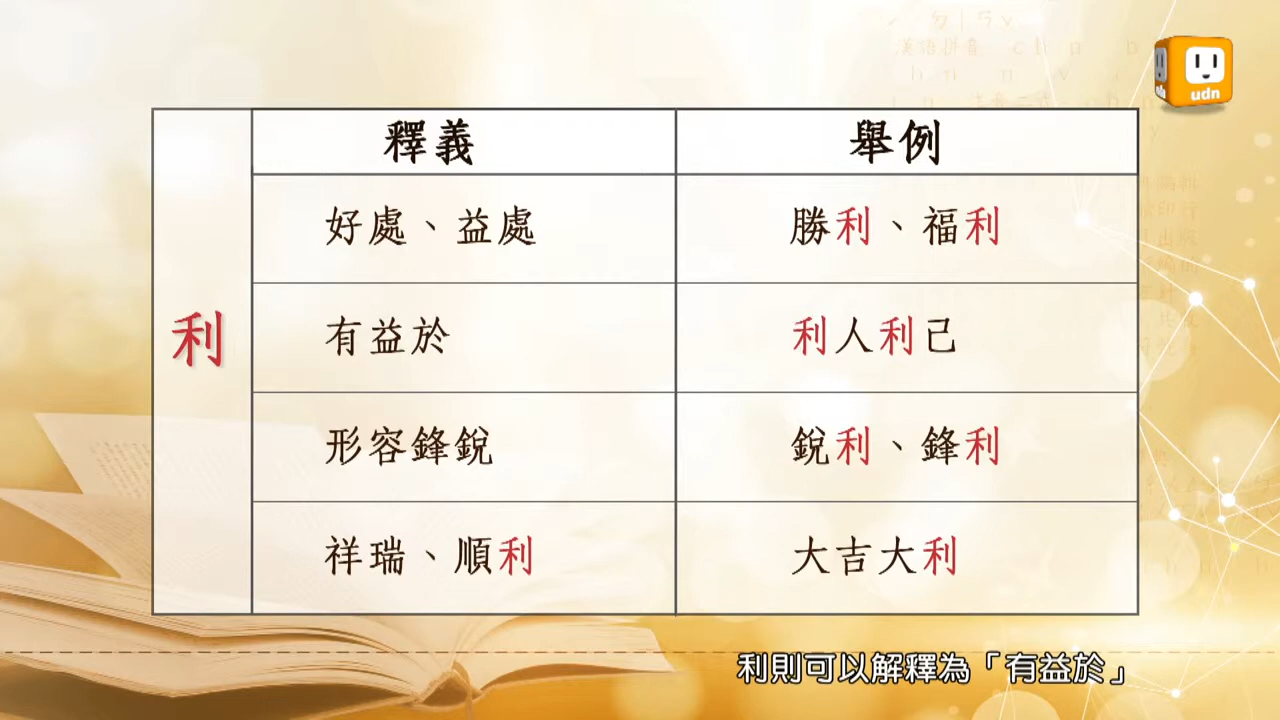 udn
釋義 舉例
好處、益處 勝利、福利
利
有益於 利人利己
形容鋒銳 銳利、鋒利
祥瑞、順利 大吉大利
利則可以解釋為「有益於」